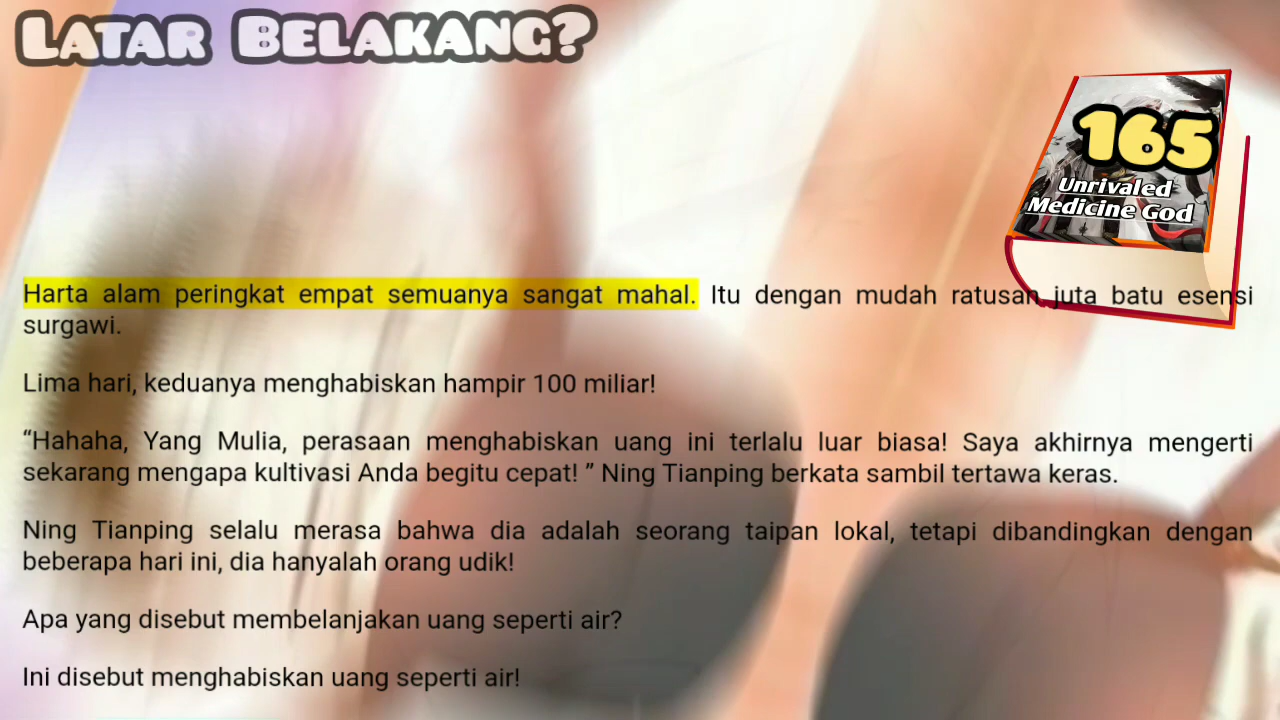 LATAR BELAKANG?
165
Unrivaled
Medicine God
Harta alam peringkat empat semuanya sangat mahal. Itu dengan mudah ratusan juta batu esensi
surgawi.
Lima hari, keduanya menghabiskan hampir 100 miliar!
“Hahaha, Yang Mulia, perasaan menghabiskan uang ini terlalu luar biasa! Saya akhirnya mengerti
sekarang mengapa kultivasi Anda begitu cepat! ” Ning Tianping berkata sambil tertawa keras.
Ning Tianping selalu merasa bahwa dia adalah seorang taipan lokal, tetapi dibandingkan dengan
beberapa hari ini, dia hanyalah orang udik!
Apa yang disebut membelanjakan uang seperti air?
Ini disebut menghabiskan uang seperti air!